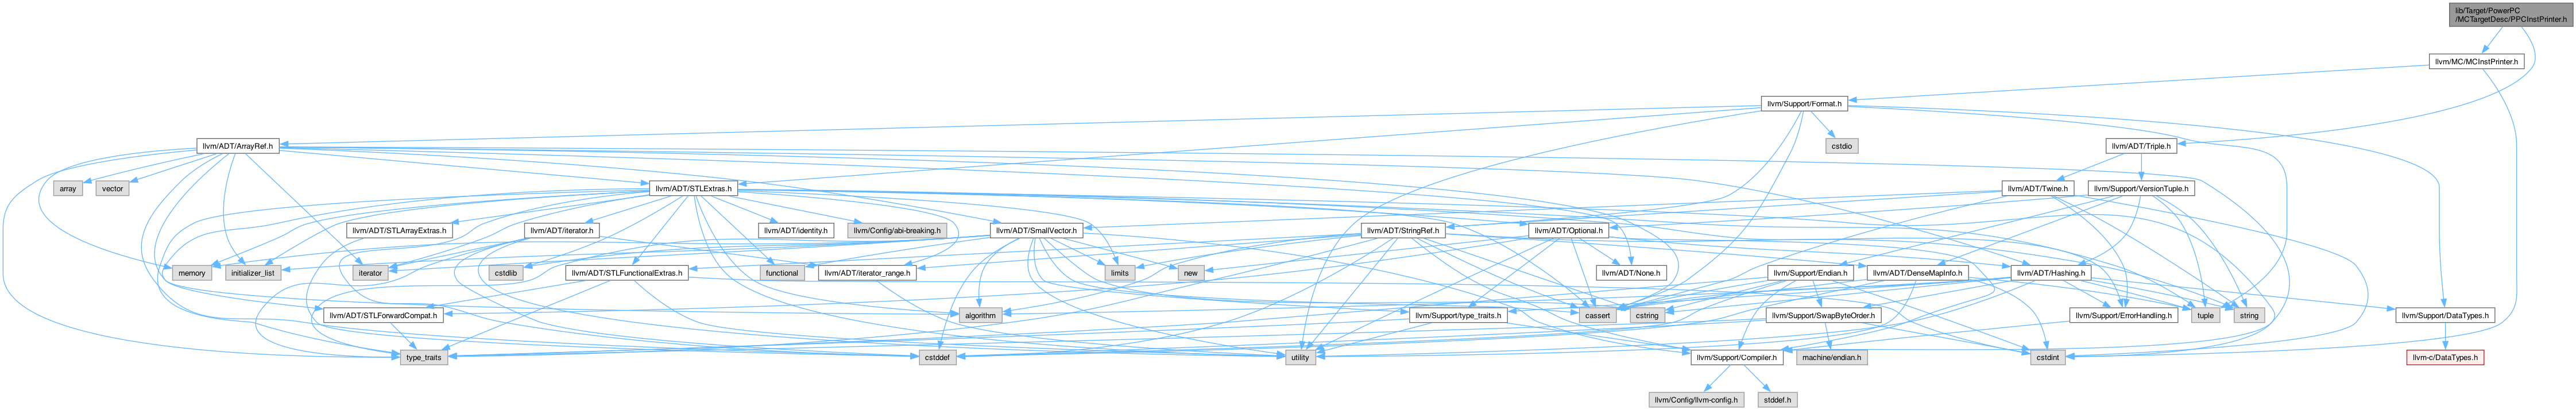 lib/Target/PowerPC
/MCTargetDesc/PPCInstPrinter.h
llvm/MC/MCInstPrinter.h
llvm/Support/Format.h
llvm/ADT/ArrayRef.h
cstdio
llvm/ADT/Triple.h
array
vector
llvm/ADT/STLExtras.h
llvm/ADT/Twine.h
llvm/Support/VersionTuple.h
llvm/ADT/STLArrayExtras.h
llvm/ADT/iterator.h
llvm/ADT/identity.h
llvm/Config/abi-breaking.h
llvm/ADT/SmallVector.h
llvm/ADT/StringRef.h
llvm/ADT/Optional.h
memory
initializer_list
iterator
cstdlib
llvm/ADT/STLFunctionalExtras.h
functional
llvm/ADT/iterator_range.h
limits
new
llvm/ADT/None.h
llvm/Support/Endian.h
llvm/ADT/DenseMapInfo.h
llvm/ADT/Hashing.h
llvm/ADT/STLForwardCompat.h
algorithm
llvm/Support/type_traits.h
cassert
cstring
llvm/Support/SwapByteOrder.h
llvm/Support/ErrorHandling.h
tuple
string
llvm/Support/DataTypes.h
type_traits
cstddef
utility
llvm/Support/Compiler.h
machine/endian.h
cstdint
llvm-c/DataTypes.h
llvm/Config/llvm-config.h
stddef.h